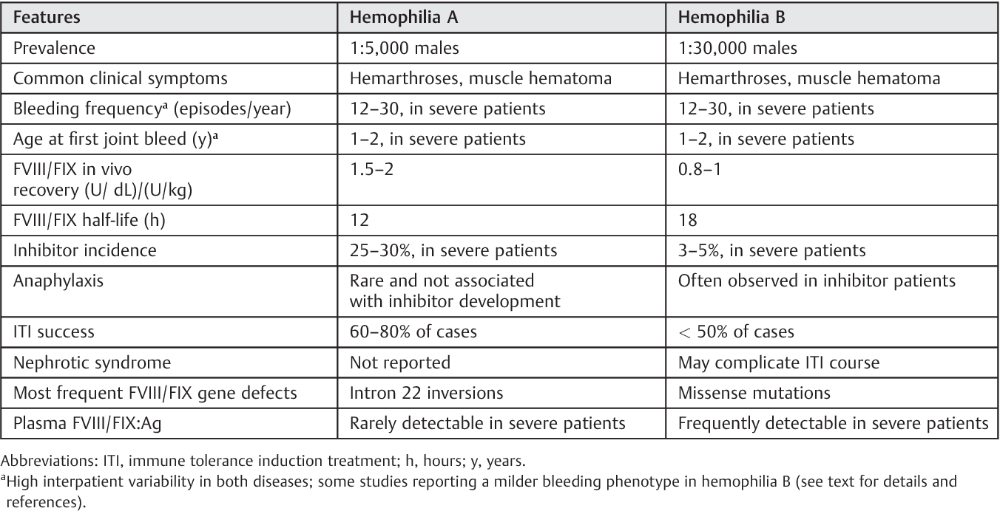 Features Hemophilia A Hemophilia B
Prevalence 1:5,000 males 1:30,000 males
Common clinical symptoms Hemarthroses, muscle hematoma Hemarthroses, muscle hematoma
Bleeding frequencyᵃ (episodes/year) 12–30, in severe patients 12–30, in severe patients
Age at first joint bleed (y)ᵃ 1–2, in severe patients 1–2, in severe patients
FVIII/FIX in vivo 1.5–2 0.8–1
recovery (U/ dL)/(U/kg)
FVIII/FIX half-life (h) 12 18
Inhibitor incidence 25–30%, in severe patients 3–5%, in severe patients
Anaphylaxis Rare and not associated Often observed in inhibitor patients
with inhibitor development
ITI success 60–80% of cases < 50% of cases
Nephrotic syndrome Not reported May complicate ITI course
Most frequent FVIII/FIX gene defects Intron 22 inversions Missense mutations
Plasma FVIII/FIX:Ag Rarely detectable in severe patients Frequently detectable in severe patients
Abbreviations: ITI, immune tolerance induction treatment; h, hours; y, years.
ᵃHigh interpatient variability in both diseases; some studies reporting a milder bleeding phenotype in hemophilia B (see text for details and
references).